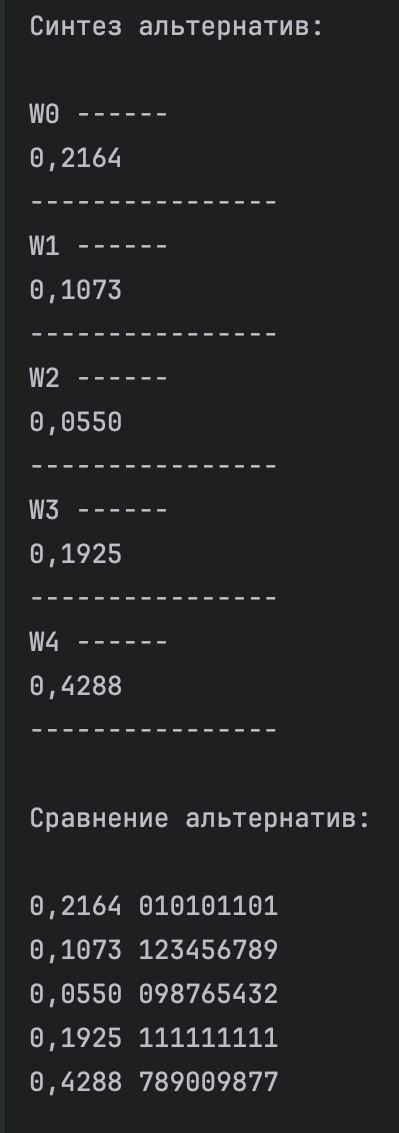 Синтез альтернатив:
W0 ------
0,2164
----------------
W1 ------
0,1073
----------------
W2 ------
0,0550
----------------
W3 ------
0,1925
----------------
W4 ------
0,4288
----------------
Сравнение альтернатив:
0,2164 010101101
0,1073 123456789
0,0550 098765432
0,1925 111111111
0,4288 789009877